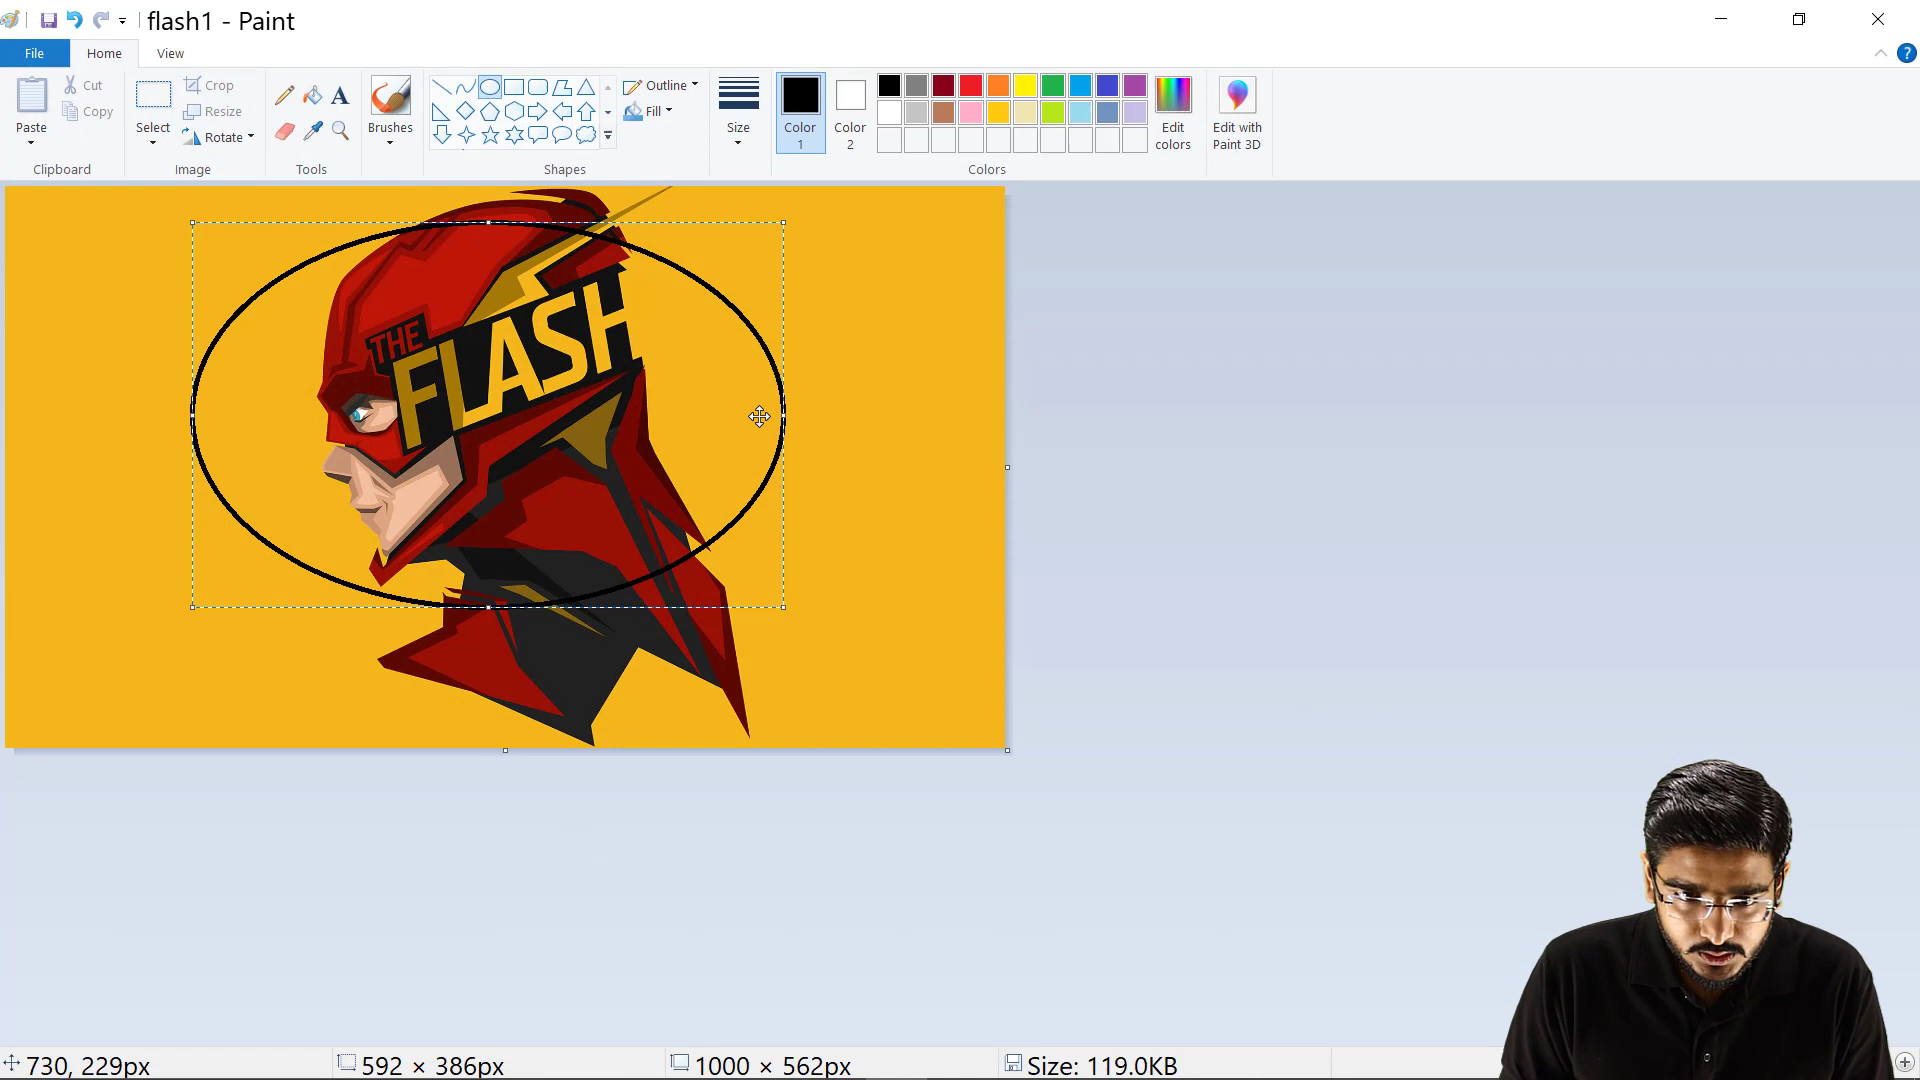 flash1 - Paint
File Home View
Paste
Cut
Copy
Clipboard
Select
Crop
Resize
Rotate
Image
A
Tools
Brushes
Outline
Fill
Shapes
Size
Color
1
Color
2
Edit
colors
Colors
Edit with
Paint 3D
?
THE
FLASH
730, 229px
592 × 386px
1000 × 562px
Size: 119.0KB